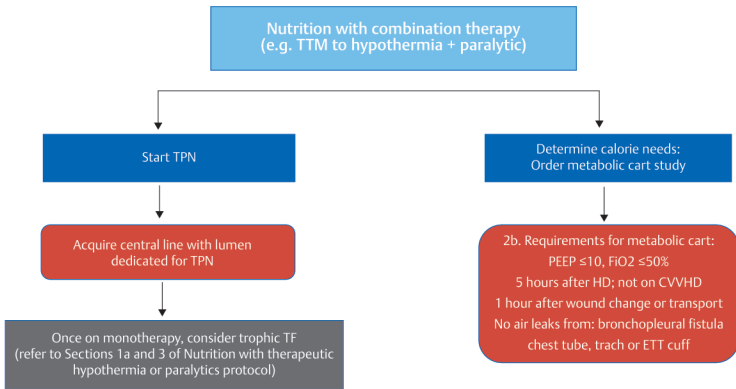 Nutrition with combination therapy
(e.g. TTM to hypothermia + paralytic)
Start TPN
Acquire central line with lumen
dedicated for TPN
Once on monotherapy, consider trophic TF
(refer to Sections 1a and 3 of Nutrition with therapeutic
hypothermia or paralytics protocol)
Determine calorie needs:
Order metabolic cart study
2b. Requirements for metabolic cart:
PEEP ≤10, FiO2 ≤50%
5 hours after HD; not on CVVHD
1 hour after wound change or transport
No air leaks from: bronchopleural fistula
chest tube, trach or ETT cuff